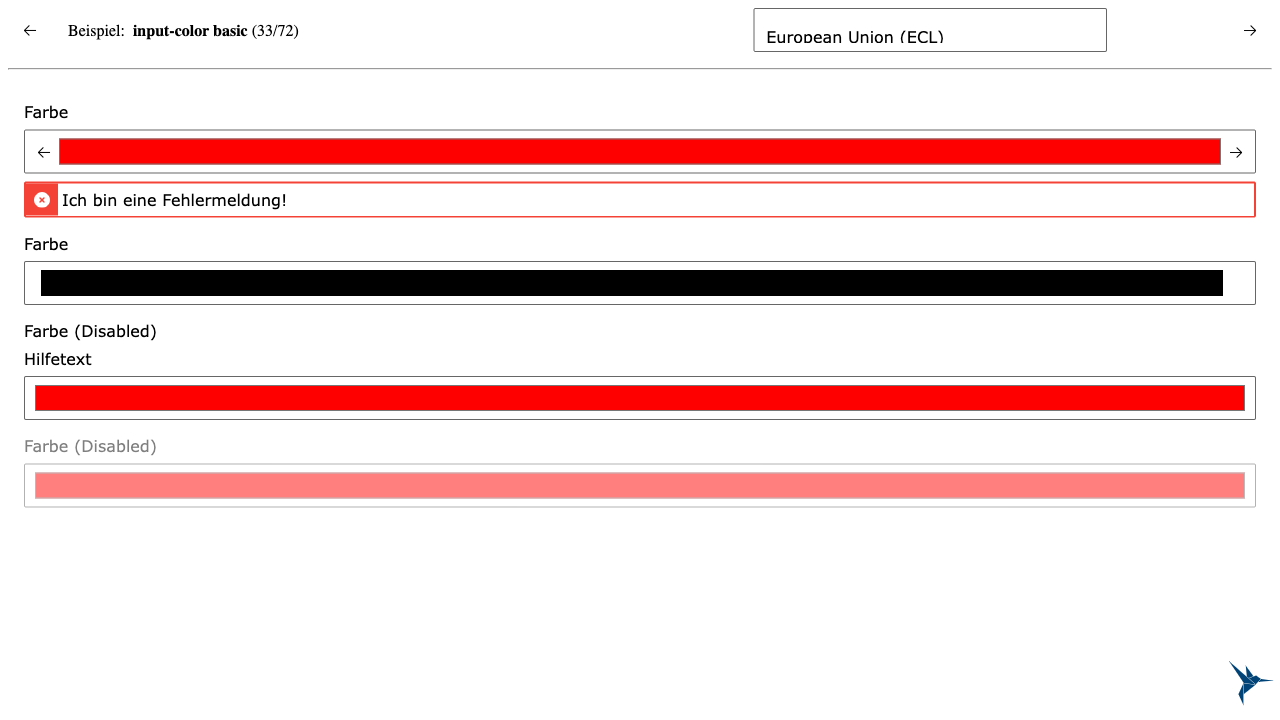 Beispiel: input-color basic (33/72)
European Union (ECL)
Farbe
Ich bin eine Fehlermeldung!
Farbe
Farbe (Disabled)
Hilfetext
Farbe (Disabled)